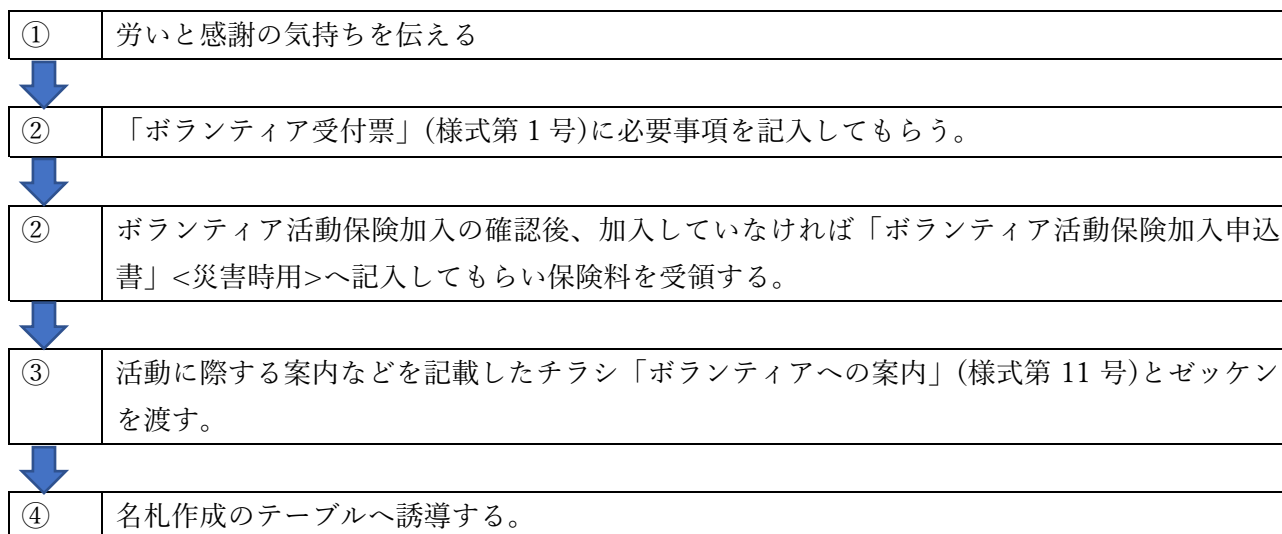 ① 労いと感謝の気持ちを伝える
② 「ボランティア受付票」(様式第1号)に必要事項を記入してもらう。
② ボランティア活動保険加入の確認後、加入していなければ「ボランティア活動保険加入申込
書」<災害時用>へ記入してもらい保険料を受領する。
③ 活動に際する案内などを記載したチラシ「ボランティアへの案内」(様式第11号)とゼッケン
を渡す。
④ 名札作成のテーブルへ誘導する。